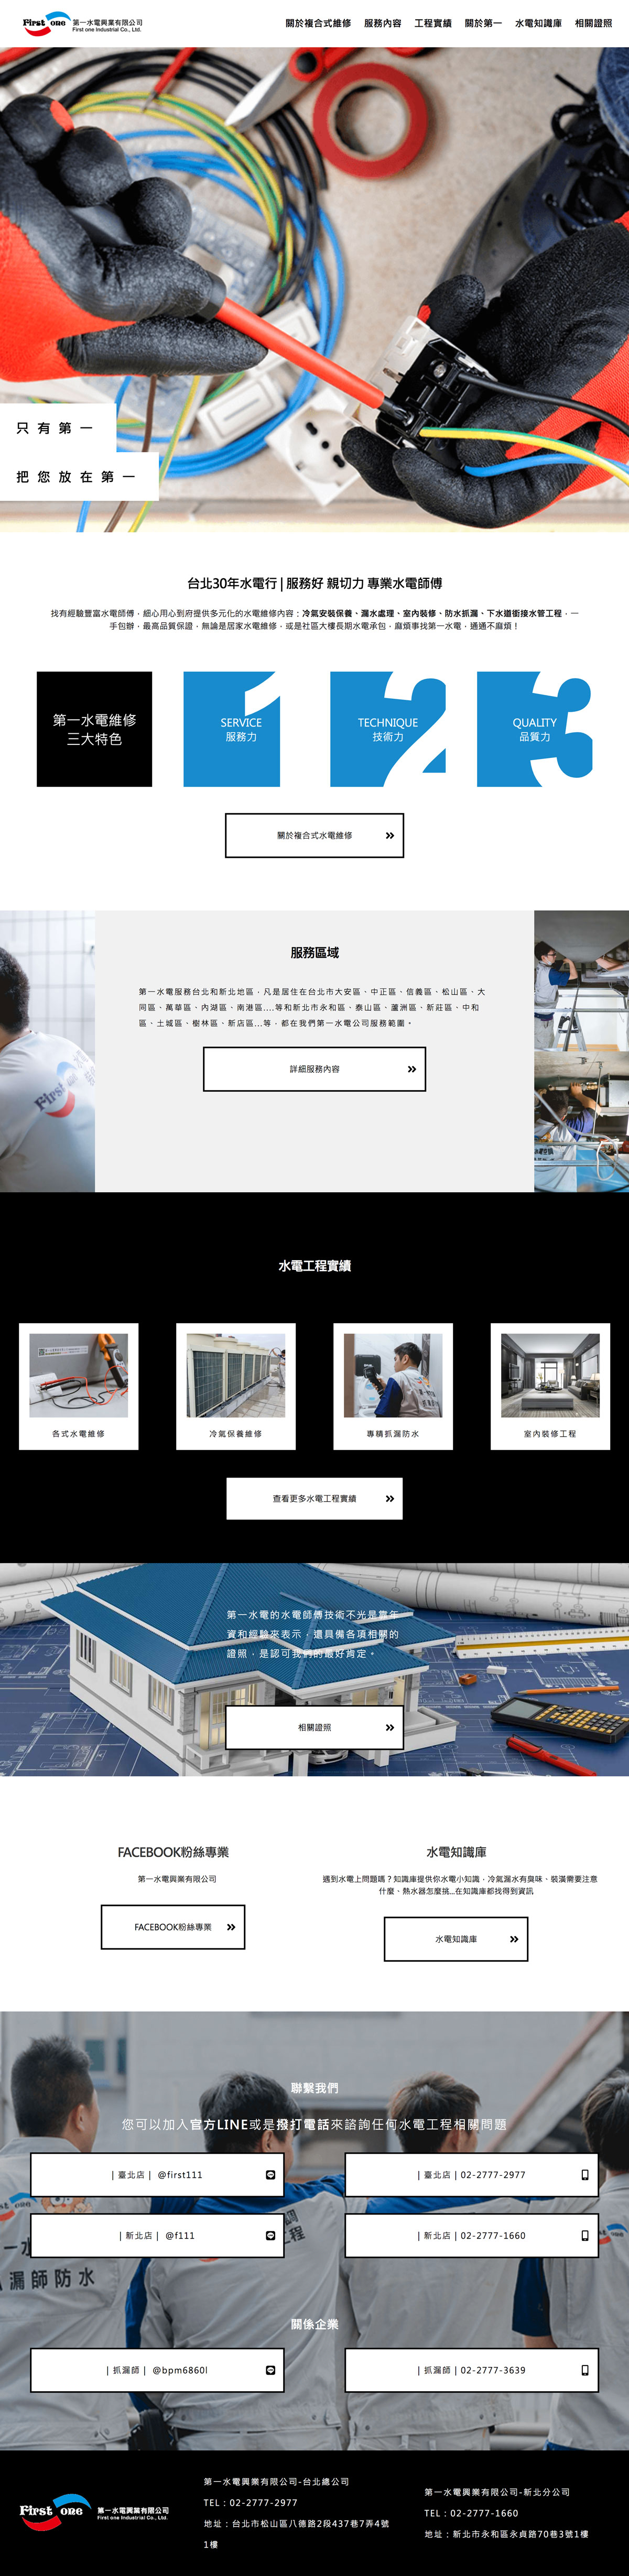 First one 第一水電興業有限公司
First one Industrial Co., Ltd.
關於複合式維修 服務內容 工程實績 關於第一 水電知識庫 相關證照
只有第一
把您放在第一
台北30年水電行 | 服務好 親切力 專業水電師傅
找有經驗豐富水電師傅，細心用心到府提供多元化的水電維修內容：冷氣安裝保養、漏水處理、室內裝修、防水抓漏、下水道銜接水管工程，一
手包辦，最高品質保證，無論是居家水電維修，或是社區大樓長期水電承包，麻煩事找第一水電，通通不麻煩！
第一水電維修
三大特色
1
SERVICE
服務力
2
TECHNIQUE
技術力
3
QUALITY
品質力
關於複合式水電維修
服務區域
第一水電服務台北和新北地區，凡是居住在台北市大安區、中正區、信義區、松山區、大
同區、萬華區、內湖區、南港區....等和新北市永和區、泰山區、蘆洲區、新莊區、中和
區、土城區、樹林區、新店區...等，都在我們第一水電公司服務範圍。
詳細服務內容
First
水電工程實績
各式水電維修
冷氣保養維修
專精抓漏防水
室內裝修工程
查看更多水電工程實績
第一水電的水電師傅技術不光是靠年
資和經驗來表示，還具備各項相關的
證照，是認可我們的最好肯定。
相關證照
FACEBOOK粉絲專業
第一水電興業有限公司
FACEBOOK粉絲專業
水電知識庫
遇到水電上問題嗎？知識庫提供你水電小知識，冷氣漏水有臭味、裝潢需要注意
什麼、熱水器怎麼挑...在知識庫都找得到資訊
水電知識庫
聯繫我們
您可以加入官方LINE或是撥打電話來諮詢任何水電工程相關問題
| 臺北店 | @first111
| 臺北店 | 02-2777-2977
| 新北店 | @f111
| 新北店 | 02-2777-1660
漏師防水
關係企業
| 抓漏師 | @bpm6860l
| 抓漏師 | 02-2777-3639
First one 第一水電興業有限公司
First one Industrial Co., Ltd.
第一水電興業有限公司-台北總公司
TEL：02-2777-2977
地址：台北市松山區八德路2段437巷7弄4號
1樓
第一水電興業有限公司-新北分公司
TEL：02-2777-1660
地址：新北市永和區永貞路70巷3號1樓